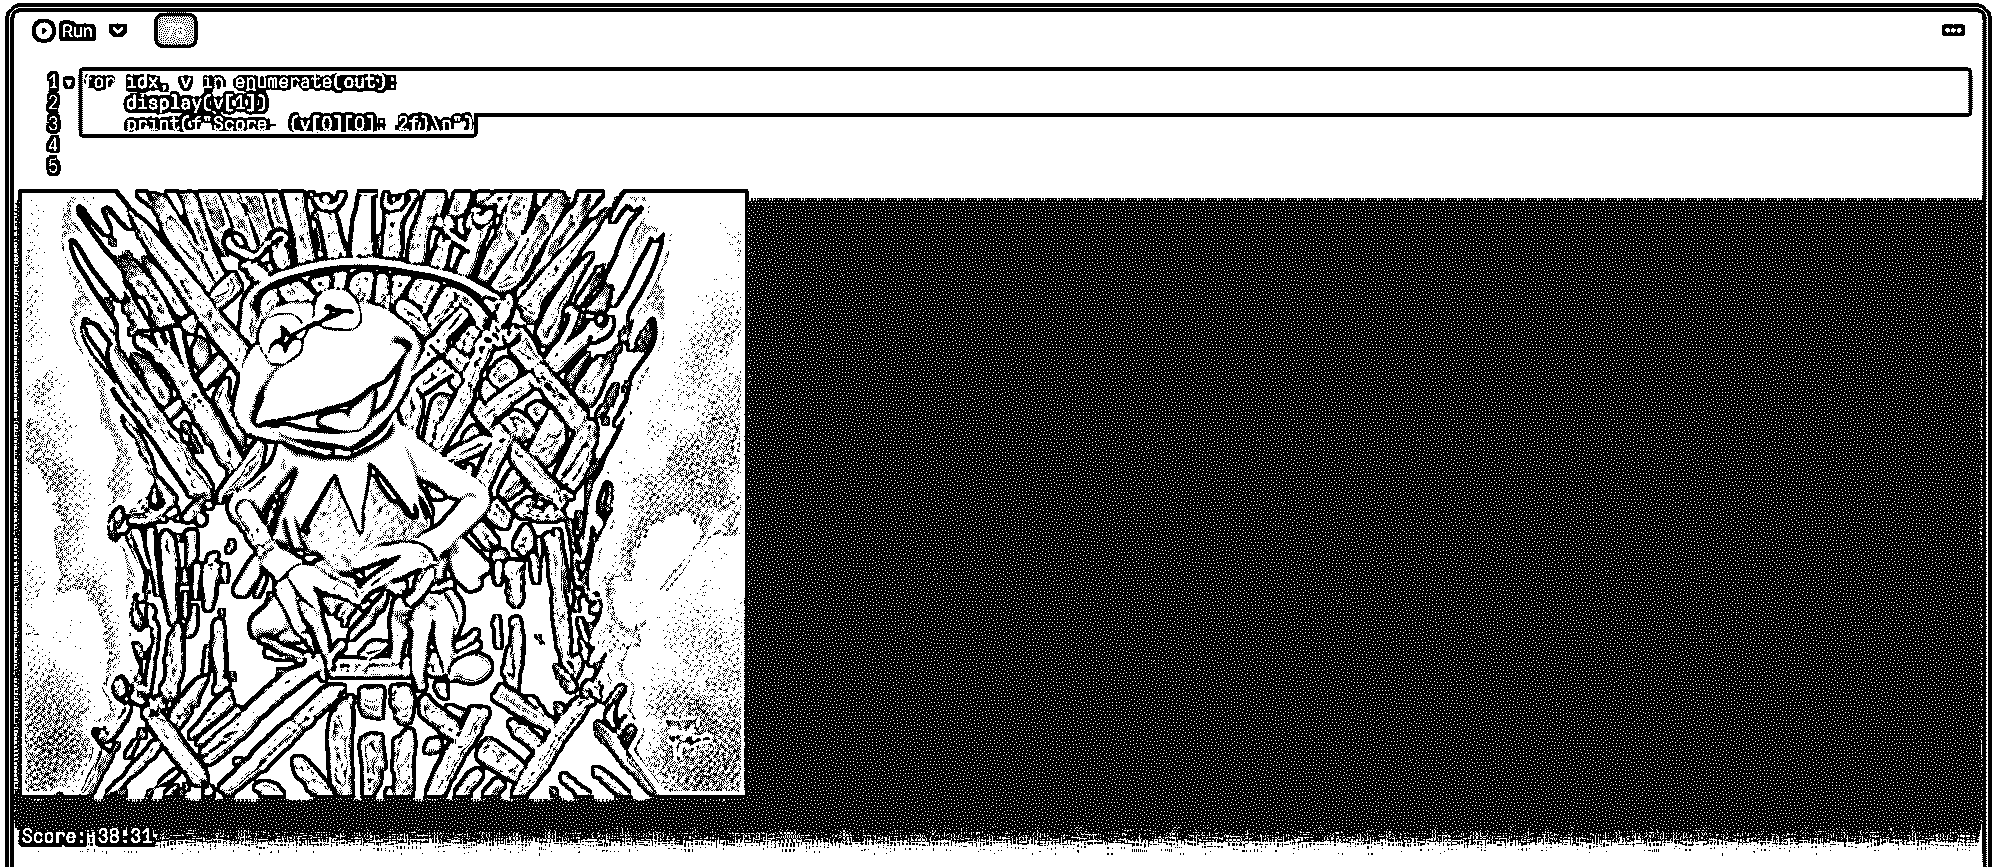 Run
1 for idx, v in enumerate(out):
2 display(v[1])
3 print(f"Score: {v[0][0]:.2f}\n")
4
5
Score: 38.31